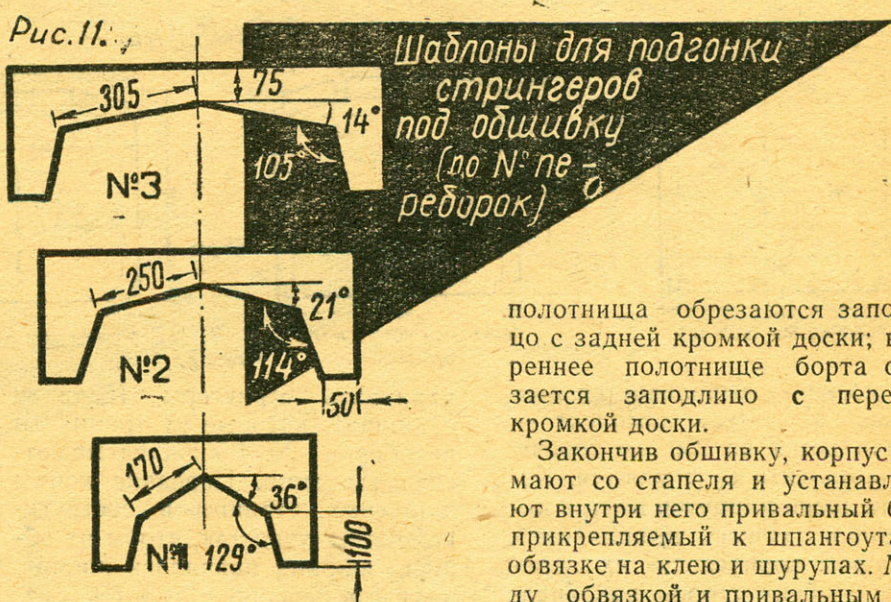 Рис.11.
Шаблоны для подгонки
стрингеров
под обшивку
(по № пе-
реборок)
305
75
14°
105°
№3
250
21°
114°
№2
50
170
36°
№1 129°
100
полотнища обрезаются запо
цо с задней кромкой доски; в
реннее полотнище борта о
зается заподлицо с пере
кромкой доски.
Закончив обшивку, корпус
мают со стапеля и устанавл
ют внутри него привальный б
прикрепляемый к шпангоута
обвязке на клею и шурупах.
ду обвязкой и привальным